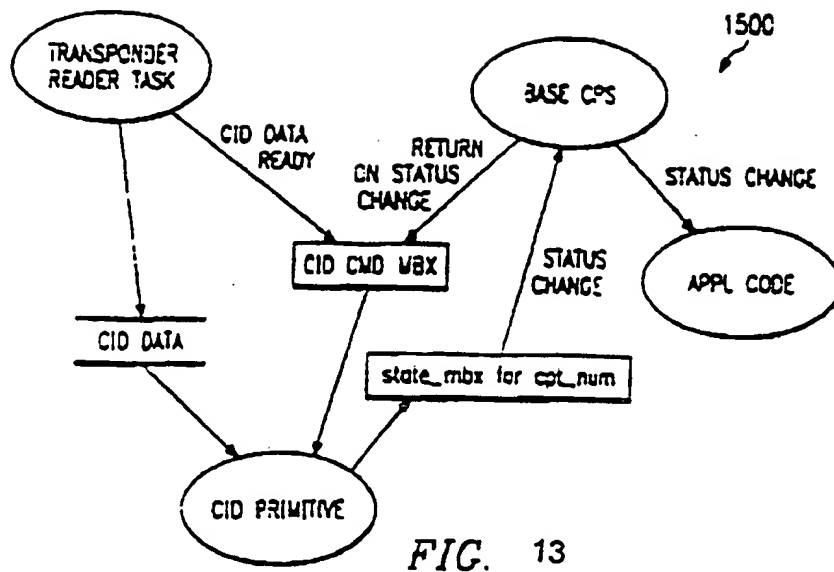 1500
TRANSPONDER
READER TASK
BASE CPS
CID DATA
READY
RETURN
ON STATUS
CHANGE
STATUS CHANGE
CID CMD MBX
STATUS
CHANGE
APPL CODE
CID DATA
state_mbx for cpt_num
CID PRIMITIVE
FIG. 13